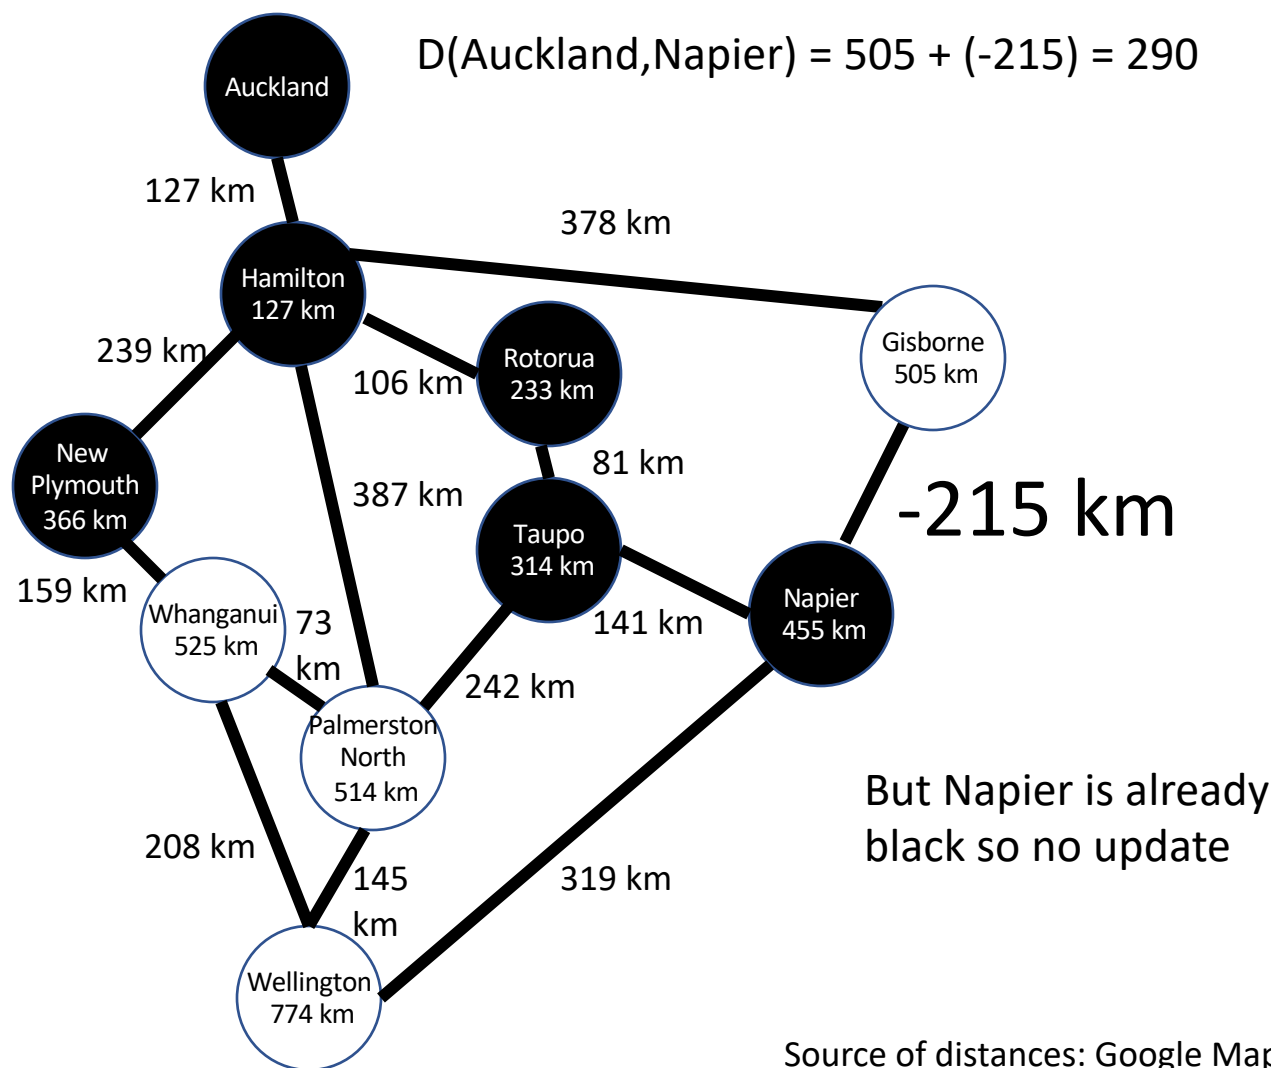 D(Auckland,Napier) = 505 + (-215) = 290
Auckland
127 km
378 km
Hamilton
127 km
Gisborne
505 km
239 km
106 km
Rotorua
233 km
New
Plymouth
366 km
387 km
81 km
-215 km
Taupo
314 km
159 km
Whanganui
525 km
73
km
141 km
Napier
455 km
242 km
Palmerston
North
514 km
But Napier is already
black so no update
208 km
145
km
319 km
Wellington
774 km
Source of distances: Google Map